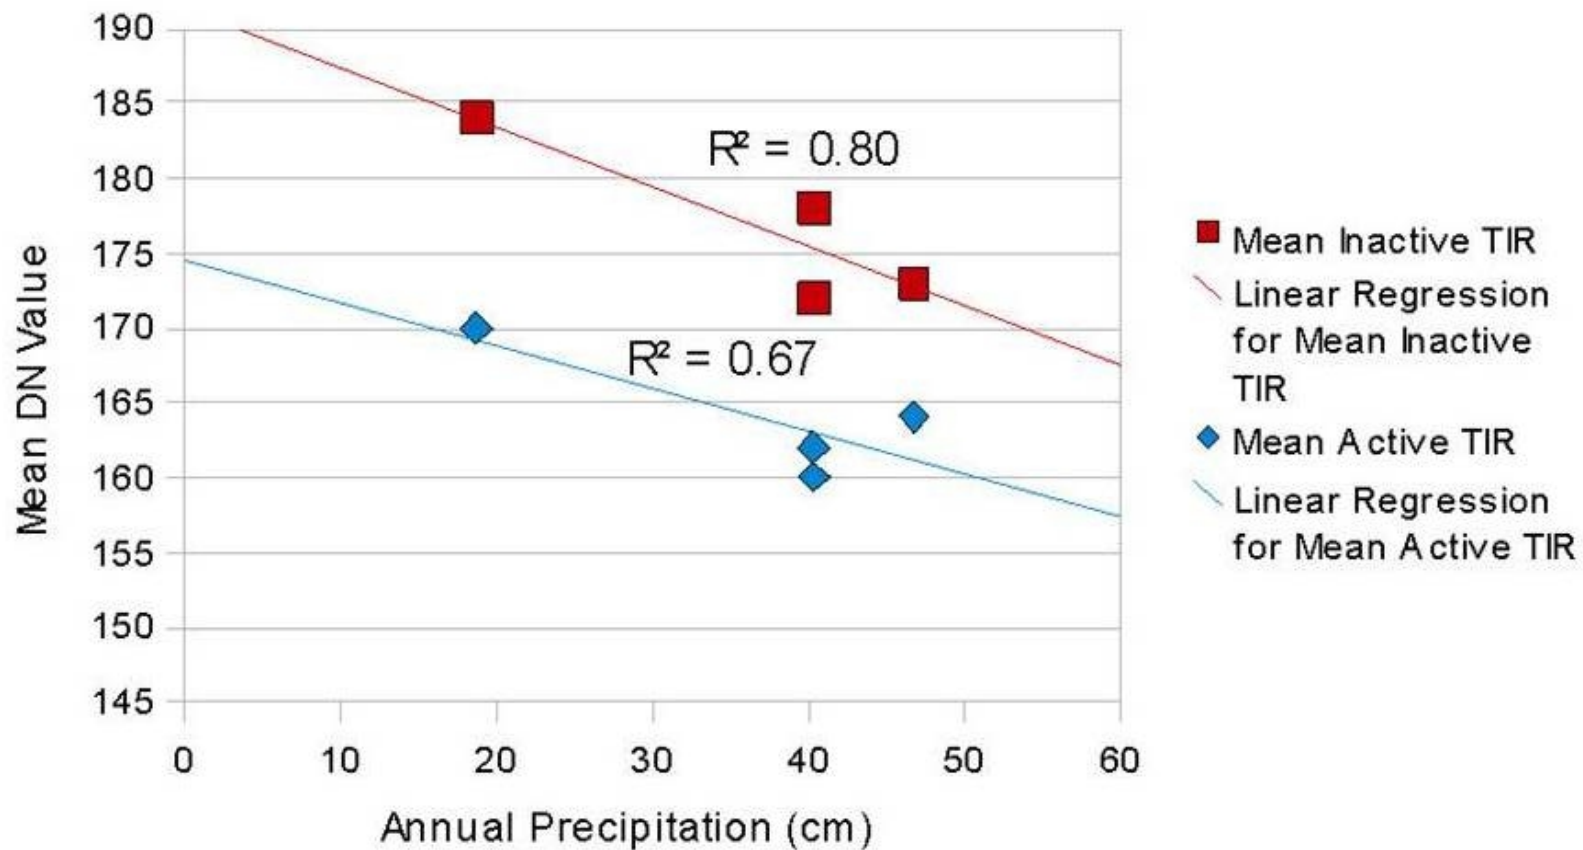 190
185
180
175
170
165
160
155
150
145
Mean DN Value
R² = 0.80
R² = 0.67
0 10 20 30 40 50 60
Annual Precipitation (cm)
Mean Inactive TIR
Linear Regression
for Mean Inactive
TIR
Mean Active TIR
Linear Regression
for Mean Active TIR